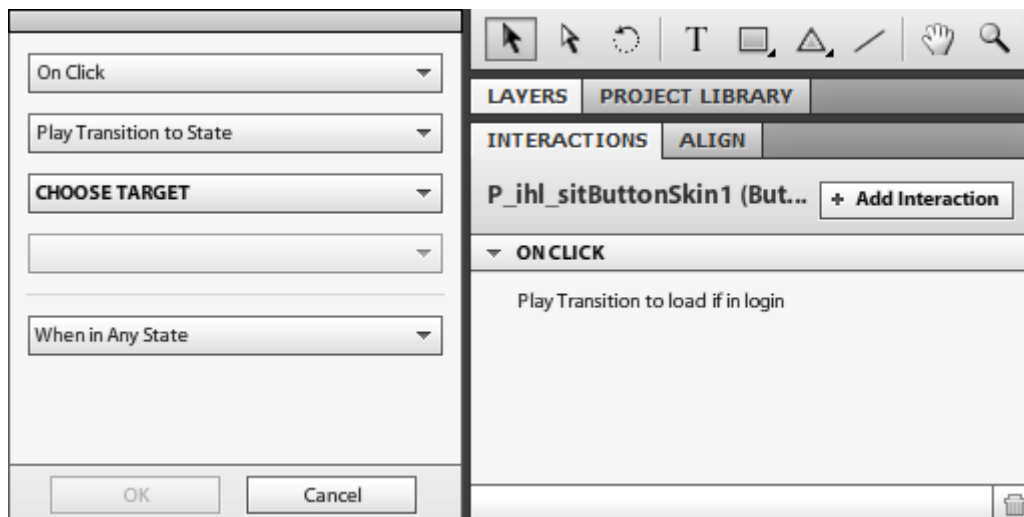 On Click
Play Transition to State
CHOOSE TARGET
When in Any State
OK
Cancel
T
LAYERS
PROJECT LIBRARY
INTERACTIONS
ALIGN
P_ihl_sitButtonSkin1 (But...
+ Add Interaction
ON CLICK
Play Transition to load if in login